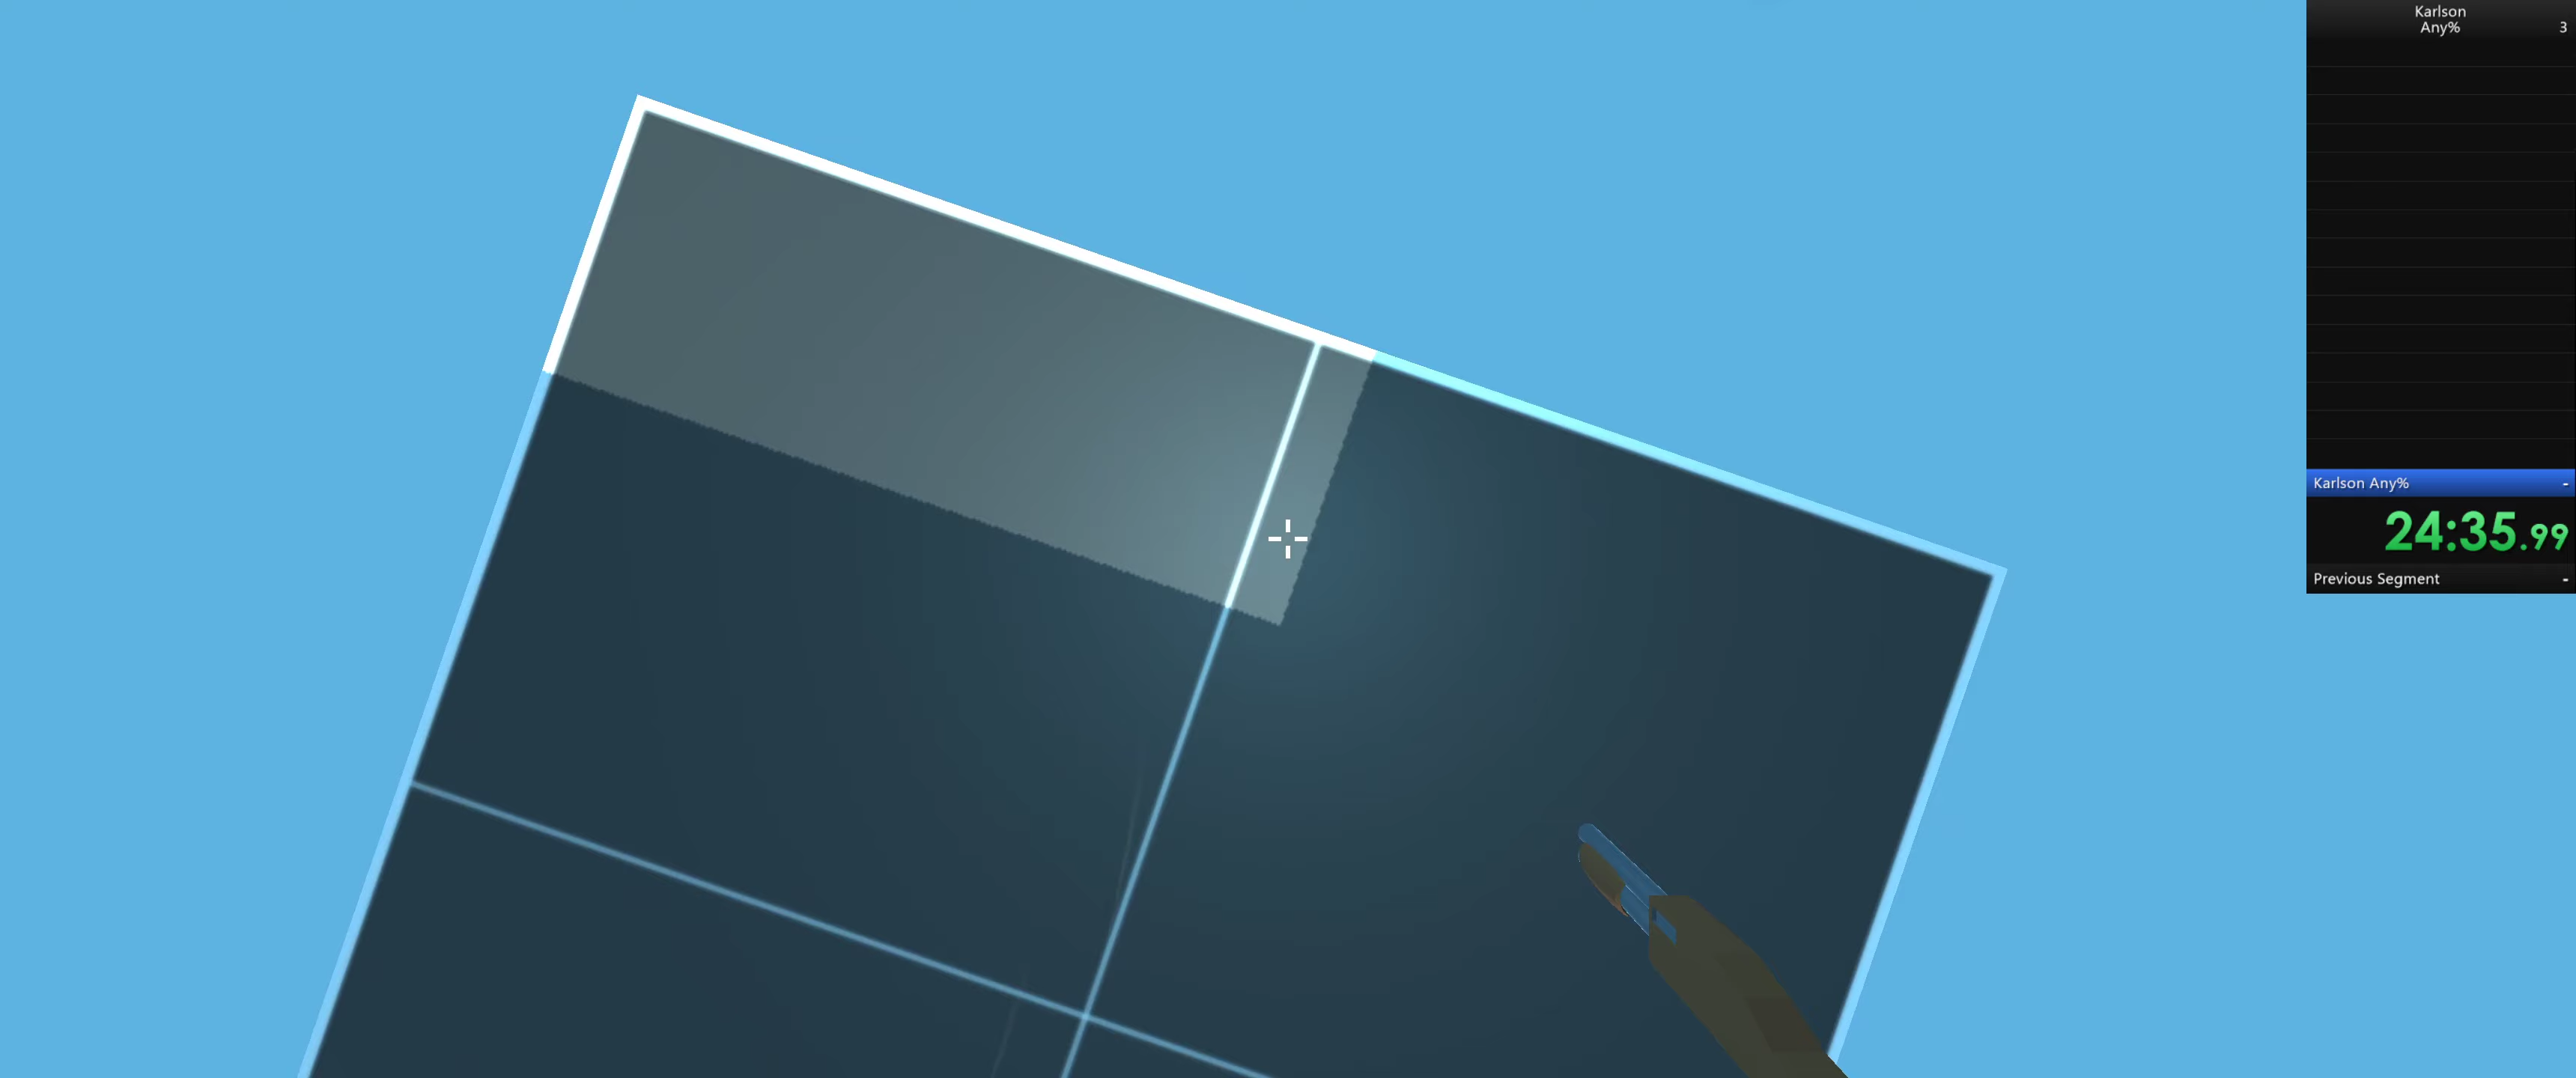 Karlson
Any% 3
Karlson Any% -
24:35.99
Previous Segment -